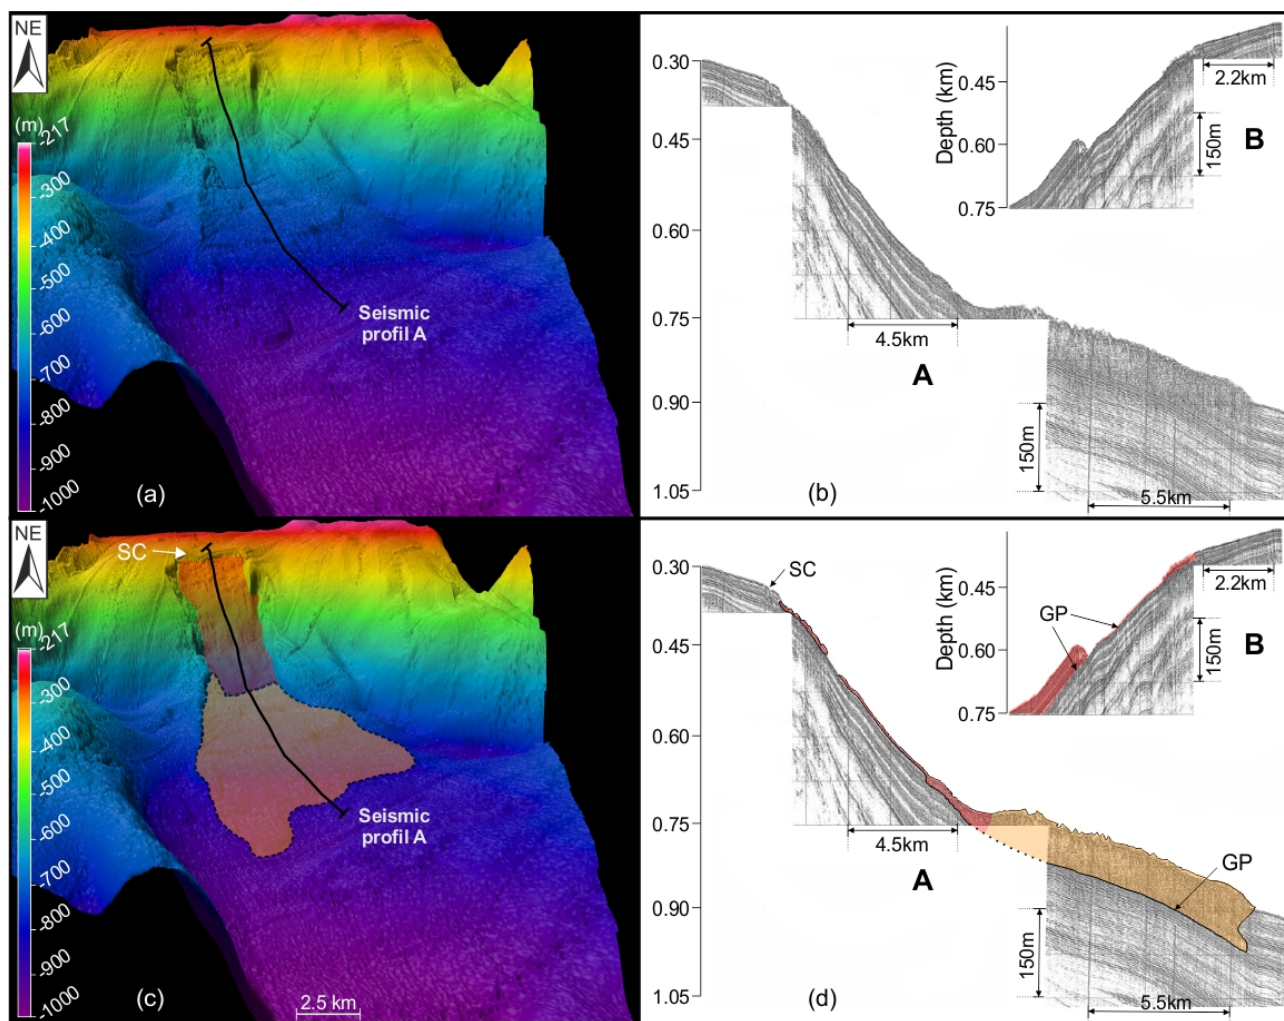 NE
(m)
-217
-300
-400
-500
-600
-700
-800
-900
-1000
Seismic
profil A
(a)
0.30
0.45
0.60
0.75
0.90
1.05
4.5km
A
150m
5.5km
(b)
Depth (km)
0.45
0.60
0.75
2.2km
150m
B
NE
SC
(m)
-217
-300
-400
-500
-600
-700
-800
-900
-1000
Seismic
profil A
(c)
2.5 km
0.30
0.45
0.60
0.75
0.90
1.05
SC
4.5km
A
GP
150m
5.5km
(d)
Depth (km)
0.45
0.60
0.75
GP
2.2km
150m
B